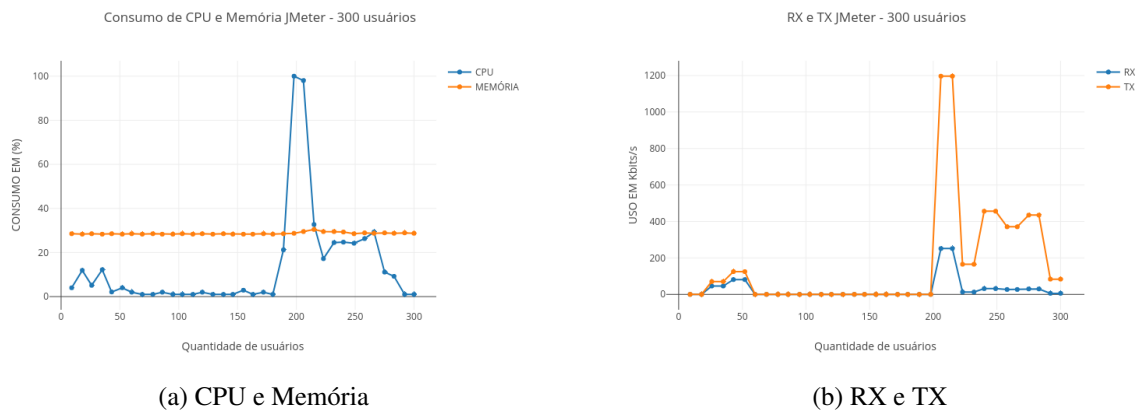 Consumo de CPU e Memória JMeter - 300 usuários
CPU
MEMÓRIA
CONSUMO EM (%)
100
80
60
40
20
0
0 50 100 150 200 250 300
Quantidade de usuários
(a) CPU e Memória
RX e TX JMeter - 300 usuários
RX
TX
USO EM Kbits/s
1200
1000
800
600
400
200
0
0 50 100 150 200 250 300
Quantidade de usuários
(b) RX e TX